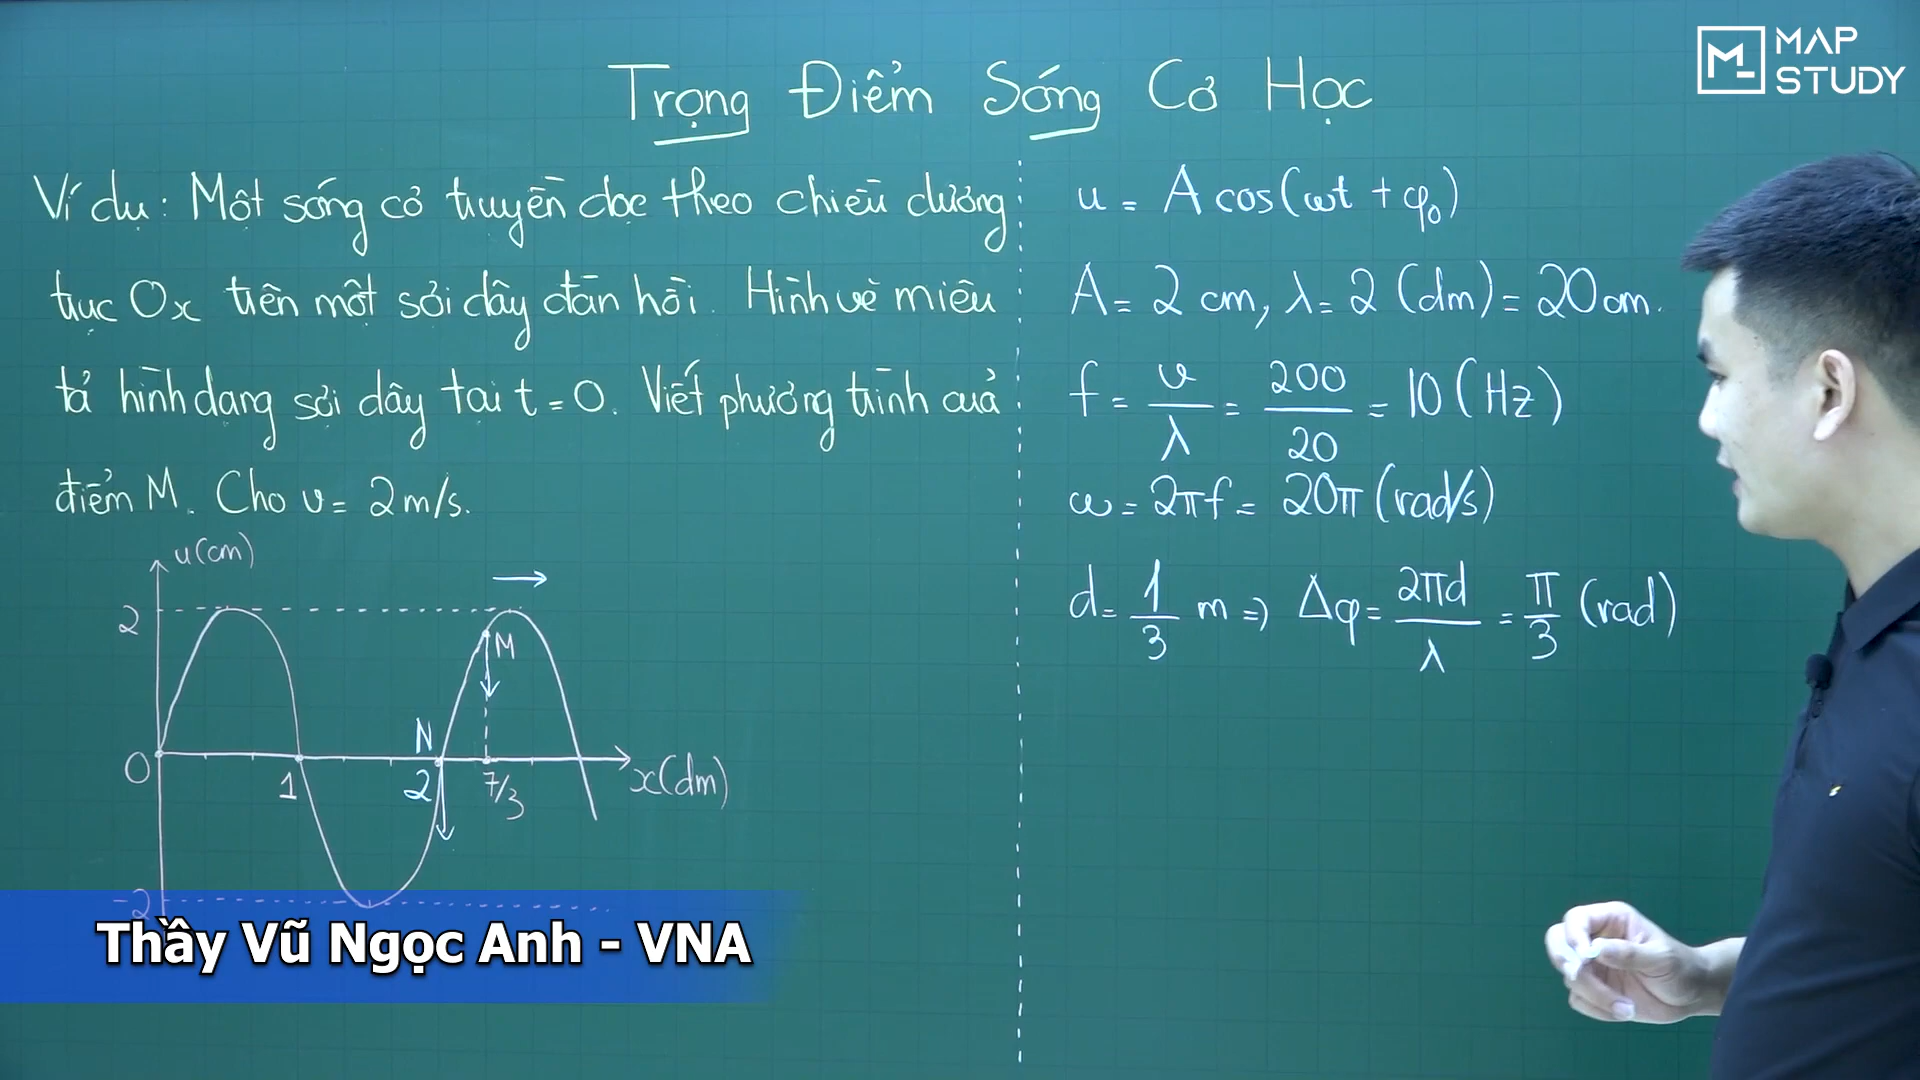 MAP
STUDY
Trọng Điểm Sóng Cơ Học
Ví dụ: Một sóng cơ truyền dọc theo chiều dương
trục Ox trên một sợi dây đàn hồi. Hình vẽ miêu
tả hình dạng sợi dây tại t = 0. Viết phương trình của
điểm M. Cho v = 2m/s.
u(cm)
2
M
N
O
1
2
7/3
x(dm)
-2
u = A cos(ωt + φ₀)
A = 2 cm, λ = 2 (dm) = 20 cm.
f = v/λ = 200/20 = 10 (Hz)
ω = 2πf = 20π (rad/s)
d = 1/3 m => Δφ = 2πd/λ = π/3 (rad)
Thầy Vũ Ngọc Anh - VNA